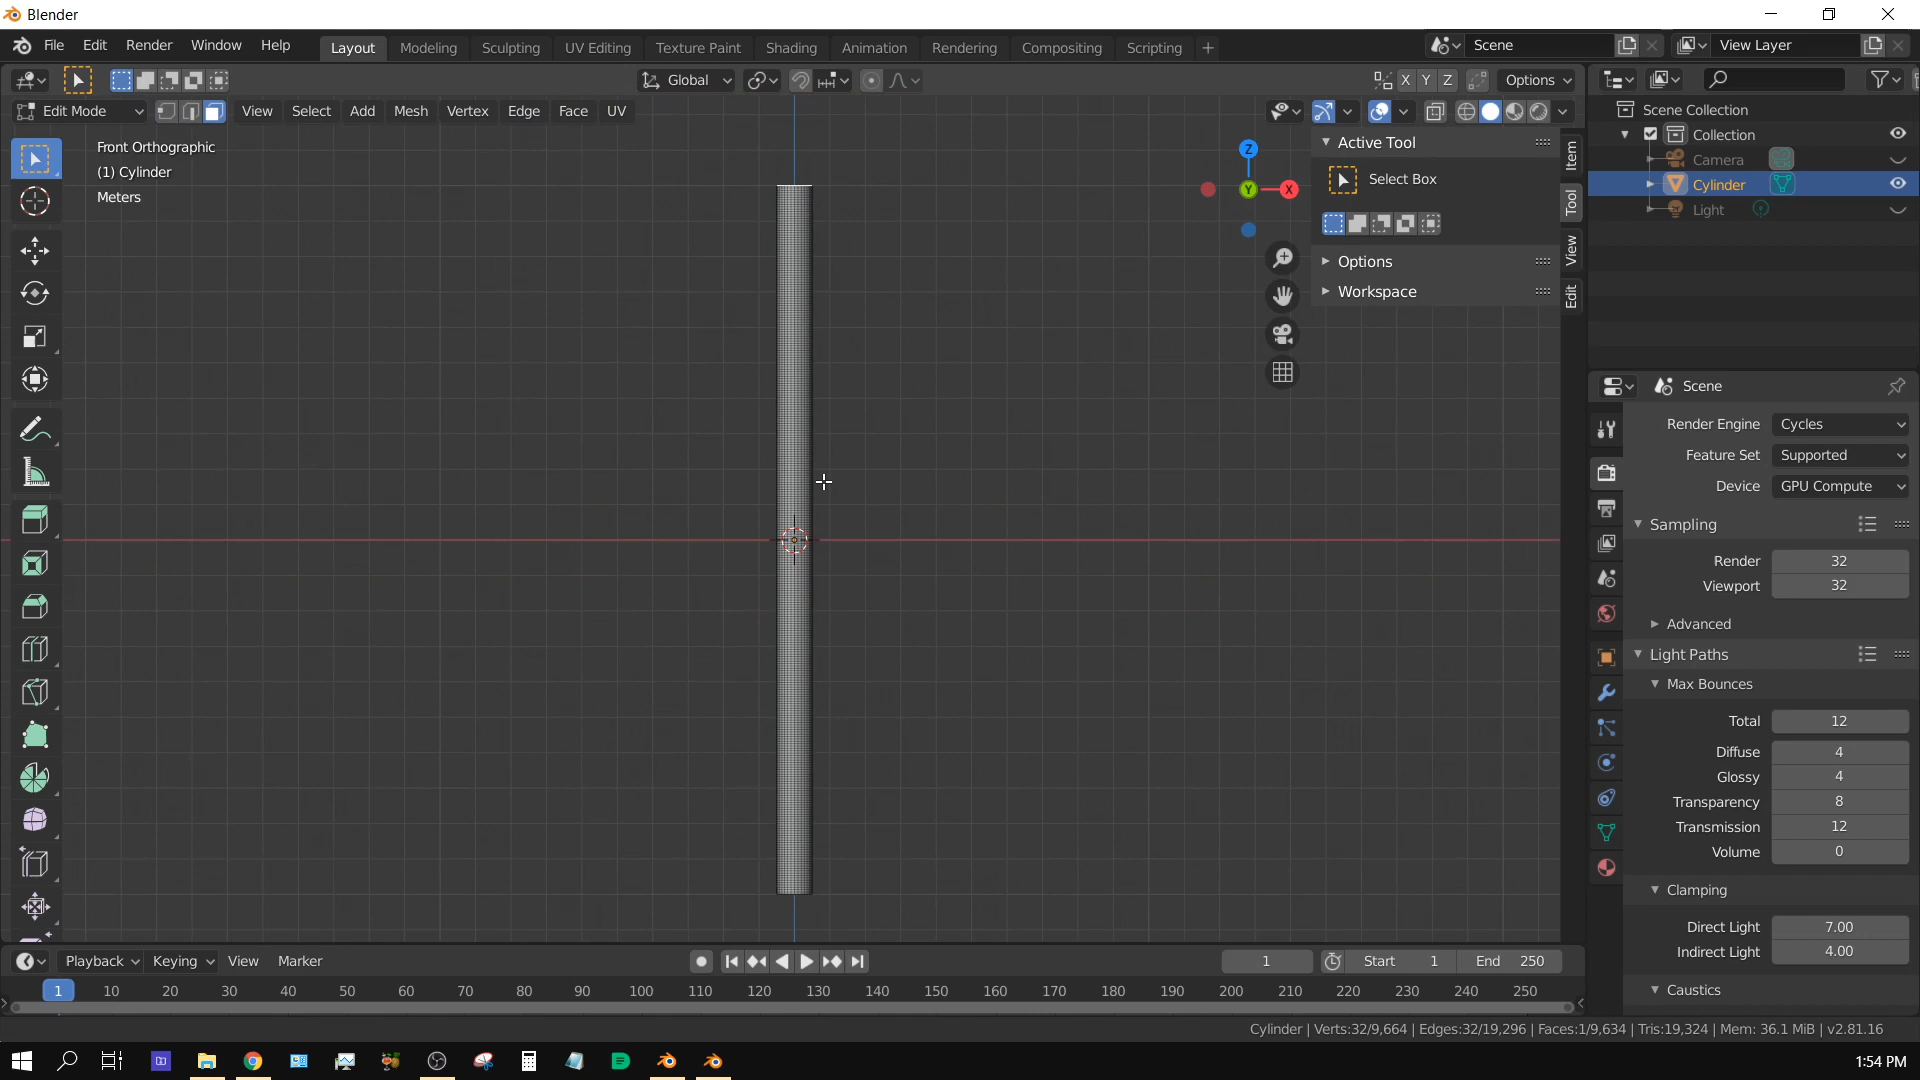 Blender
File Edit Render Window Help Layout Modeling Sculpting UV Editing Texture Paint Shading Animation Rendering Compositing Scripting + Scene View Layer
Global X Y Z Options
Edit Mode View Select Add Mesh Vertex Edge Face UV
Front Orthographic
(1) Cylinder
Meters
Z
Y
X
Active Tool
Select Box
Options
Workspace
Item
Tool
View
Edit
Scene Collection
Collection
Camera
Cylinder
Light
Scene
Render Engine Cycles
Feature Set Supported
Device GPU Compute
Sampling
Render 32
Viewport 32
Advanced
Light Paths
Max Bounces
Total 12
Diffuse 4
Glossy 4
Transparency 8
Transmission 12
Volume 0
Clamping
Direct Light 7.00
Indirect Light 4.00
Caustics
Playback Keying View Marker 1 Start 1 End 250
1 10 20 30 40 50 60 70 80 90 100 110 120 130 140 150 160 170 180 190 200 210 220 230 240 250
Cylinder | Verts:32/9,664 | Edges:32/19,296 | Faces:1/9,634 | Tris:19,324 | Mem: 36.1 MiB | v2.81.16
1:54 PM